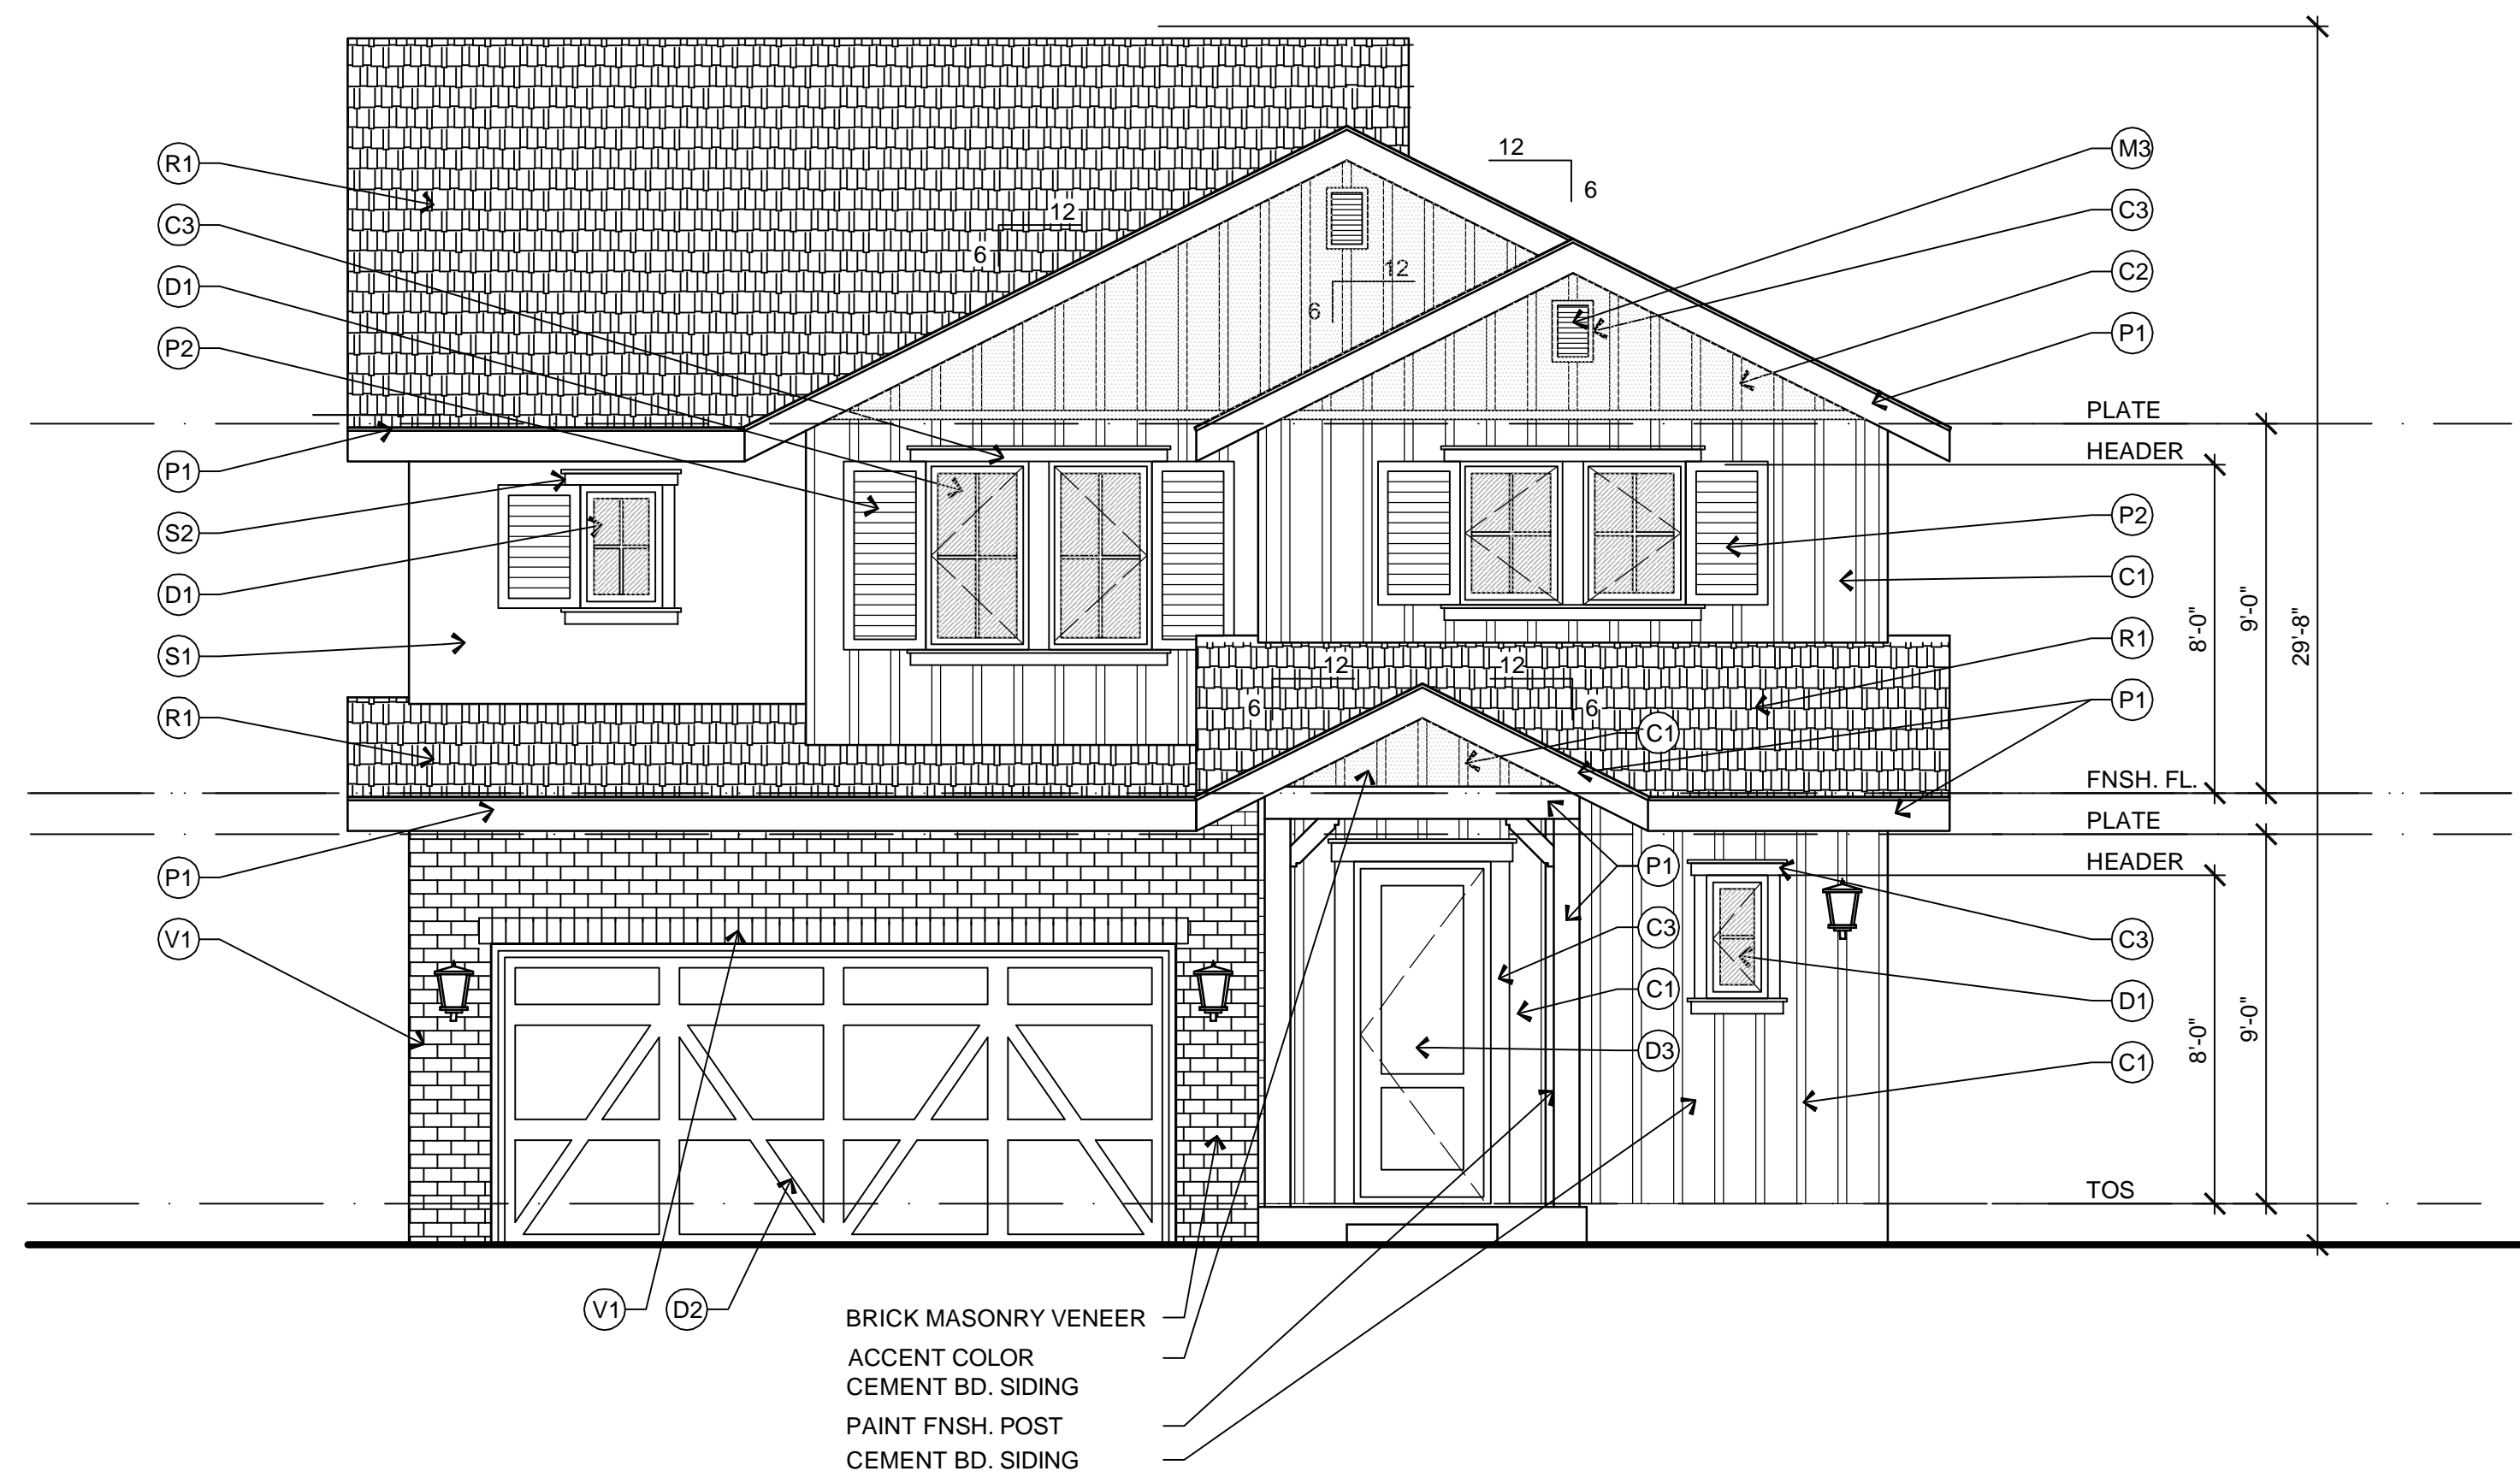 R1
C3
D1
P2
P1
S2
D1
S1
R1
P1
V1
12
6
12
6
12
6
12
6
12
6
M3
C3
C2
P1
PLATE
HEADER
P2
C1
R1
P1
FNSH. FL.
PLATE
HEADER
C3
D1
C1
TOS
8'-0"
9'-0"
29'-8"
8'-0"
9'-0"
C1
P1
C3
C1
D3
V1
D2
BRICK MASONRY VENEER
ACCENT COLOR
CEMENT BD. SIDING
PAINT FNSH. POST
CEMENT BD. SIDING